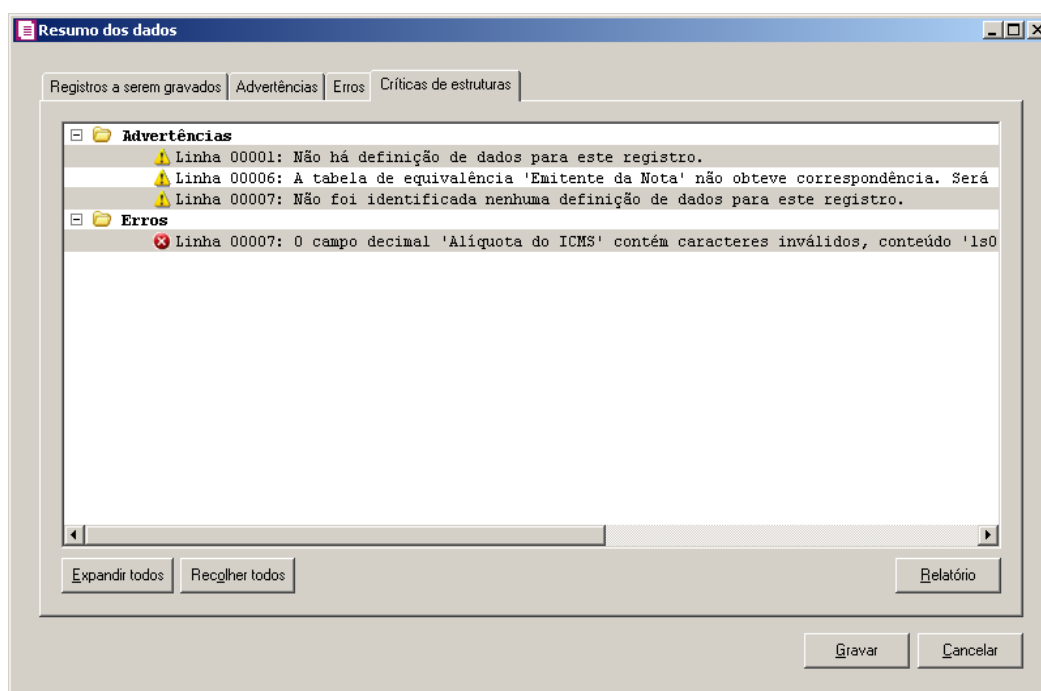 Resumo dos dados
Registros a serem gravados Advertências Erros Críticas de estruturas
Advertências
Linha 00001: Não há definição de dados para este registro.
Linha 00006: A tabela de equivalência 'Emitente da Nota' não obteve correspondência. Será
Linha 00007: Não foi identificada nenhuma definição de dados para este registro.
Erros
Linha 00007: O campo decimal 'Alíquota do ICMS' contém caracteres inválidos, conteúdo 'ls0
Expandir todos Recolher todos Relatório
Gravar Cancelar